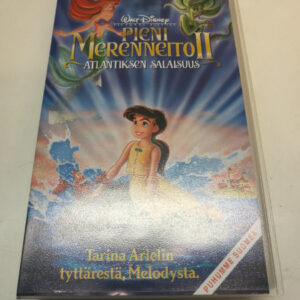 WALT DISNEY
PIENI
MERENNEITO II
ATLANTIKSEN SALAISUUS
Tarina Arielin
tyttärestä, Melodysta.
PUHUMME SUOMEA